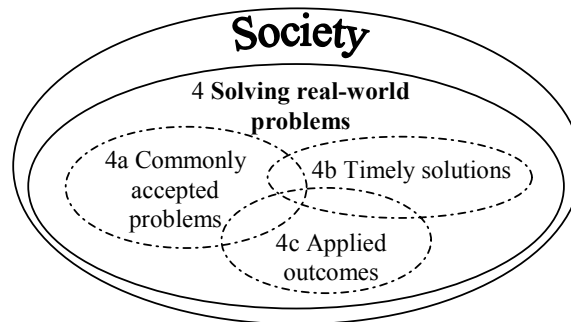 Society
4 Solving real-world
problems
4a Commonly
accepted
problems
4b Timely solutions
4c Applied
outcomes